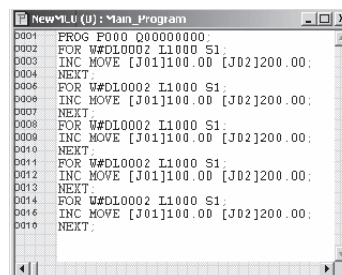 NewMLU (U) : Main_Program
0001 PROG P000 Q00000000;
0002 FOR W#DL0002 L1000 S1;
0003 INC MOVE [J01]100.00 [J02]200.00;
0004 NEXT;
0005 FOR W#DL0002 L1000 S1;
0006 INC MOVE [J01]100.00 [J02]200.00;
0007 NEXT;
0008 FOR W#DL0002 L1000 S1;
0009 INC MOVE [J01]100.00 [J02]200.00;
0010 NEXT;
0011 FOR W#DL0002 L1000 S1;
0012 INC MOVE [J01]100.00 [J02]200.00;
0013 NEXT;
0014 FOR W#DL0002 L1000 S1;
0015 INC MOVE [J01]100.00 [J02]200.00;
0016 NEXT;